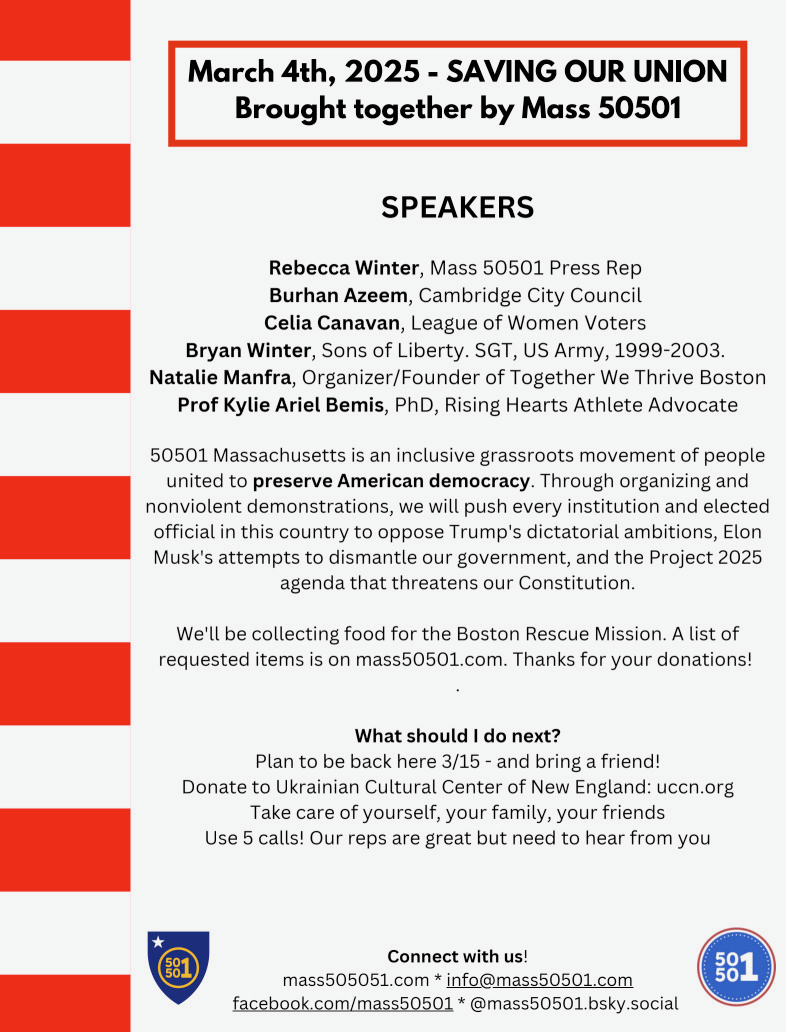 March 4th, 2025 - SAVING OUR UNION
Brought together by Mass 50501
SPEAKERS
Rebecca Winter, Mass 50501 Press Rep
Burhan Azeem, Cambridge City Council
Celia Canavan, League of Women Voters
Bryan Winter, Sons of Liberty. SGT, US Army, 1999-2003.
Natalie Manfra, Organizer/Founder of Together We Thrive Boston
Prof Kylie Ariel Bemis, PhD, Rising Hearts Athlete Advocate
50501 Massachusetts is an inclusive grassroots movement of people
united to preserve American democracy. Through organizing and
nonviolent demonstrations, we will push every institution and elected
official in this country to oppose Trump's dictatorial ambitions, Elon
Musk's attempts to dismantle our government, and the Project 2025
agenda that threatens our Constitution.
We'll be collecting food for the Boston Rescue Mission. A list of
requested items is on mass50501.com. Thanks for your donations!
.
What should I do next?
Plan to be back here 3/15 - and bring a friend!
Donate to Ukrainian Cultural Center of New England: uccn.org
Take care of yourself, your family, your friends
Use 5 calls! Our reps are great but need to hear from you
Connect with us!
mass505051.com * info@mass50501.com
facebook.com/mass50501 * @mass50501.bsky.social
50
50 1
50
50 1